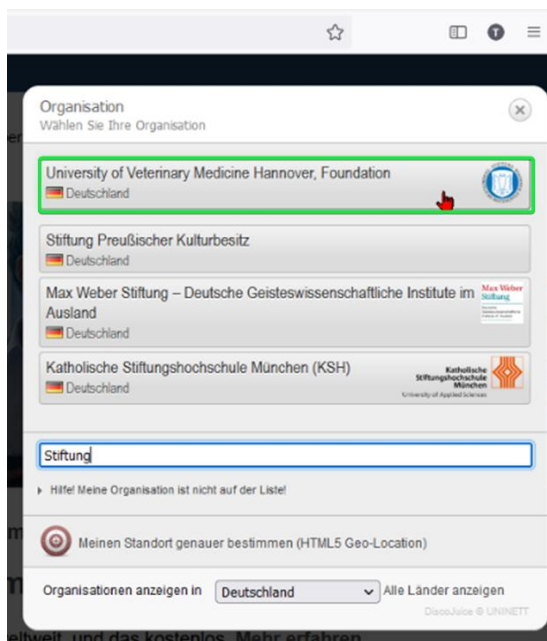 T
Organisation
Wählen Sie Ihre Organisation
University of Veterinary Medicine Hannover, Foundation
Deutschland
Stiftung Preußischer Kulturbesitz
Deutschland
Max Weber Stiftung – Deutsche Geisteswissenschaftliche Institute im
Ausland
Max Weber
Stiftung
Deutschland
Katholische Stiftungshochschule München (KSH)
Deutschland
Katholische
Stiftungshochschule
München
University of Applied Sciences
Stiftung
Hilfe! Meine Organisation ist nicht auf der Liste!
Meinen Standort genauer bestimmen (HTML5 Geo-Location)
Organisationen anzeigen in Deutschland Alle Länder anzeigen
DiscoJuice © UNINETT
und das kostenlos. Mehr erfahren